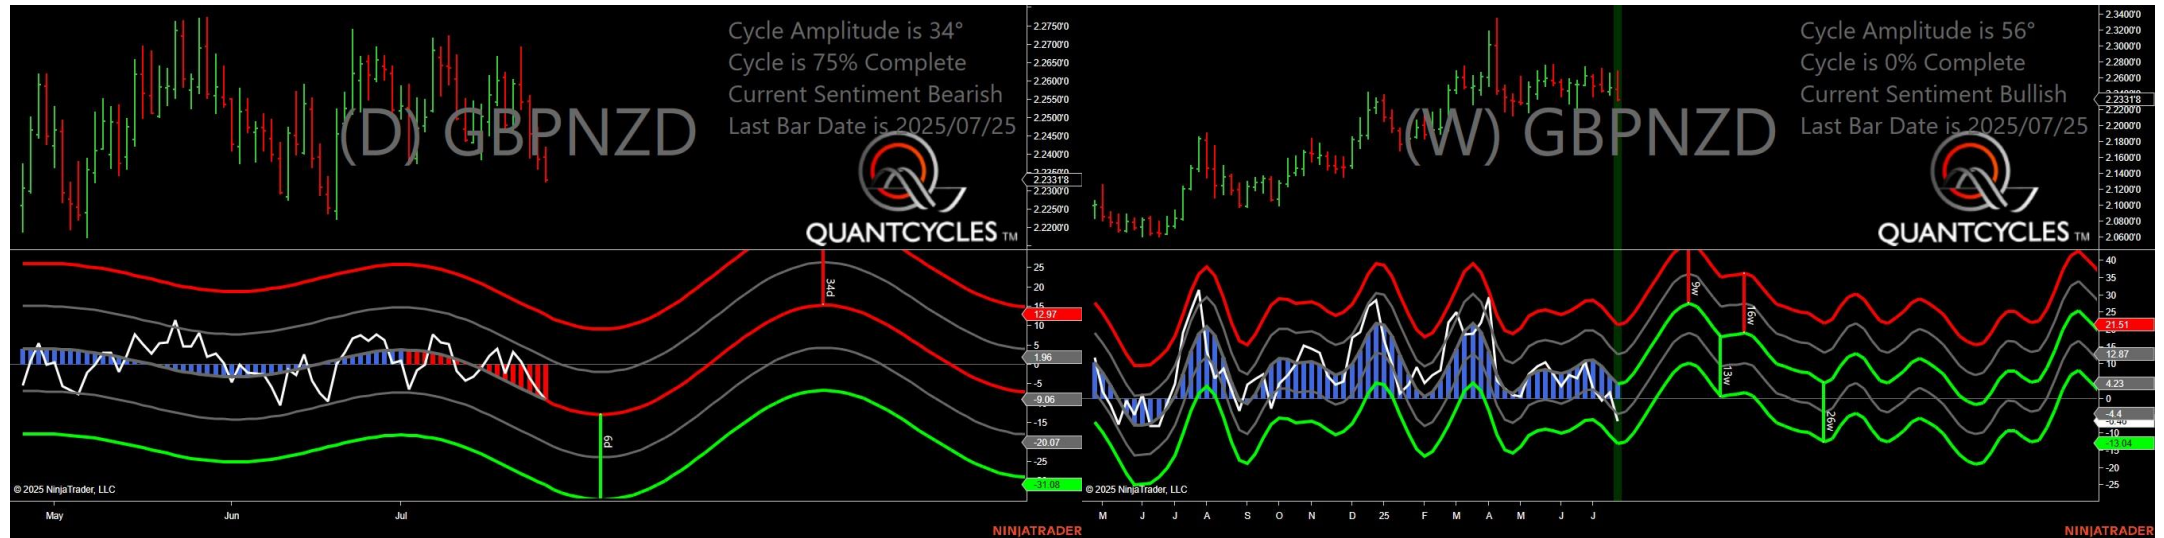 Cycle Amplitude is 34°
Cycle is 75% Complete
Current Sentiment Bearish
Last Bar Date is 2025/07/25
(D) GBPNZD
QUANTCYCLES TM
2.2750'0
2.2700'0
2.2600'0
2.2550'0
2.2500'0
2.2450'0
2.2400'0
2.2331'8
2.2300'0
2.2250'0
2.2200'0
34d
6d
25
20
15
12.97
10
5
1.96
-5
-9.06
-15
-20.07
-25
-31.08
© 2025 NinjaTrader, LLC
May
Jun
Jul
NINJATRADER
Cycle Amplitude is 56°
Cycle is 0% Complete
Current Sentiment Bullish
Last Bar Date is 2025/07/25
(W) GBPNZD
QUANTCYCLES TM
2.3400'0
2.3200'0
2.3000'0
2.2800'0
2.2600'0
2.2331'8
2.2200'0
2.2000'0
2.1800'0
2.1600'0
2.1400'0
2.1200'0
2.1000'0
2.0800'0
2.0600'0
9w
16w
13w
26w
40
35
30
25
21.51
12.87
10
4.23
0
-4.4
-10
-13.04
-20
-25
© 2025 NinjaTrader, LLC
M J J A S O N D 25 F M A M J J
NINJATRADER